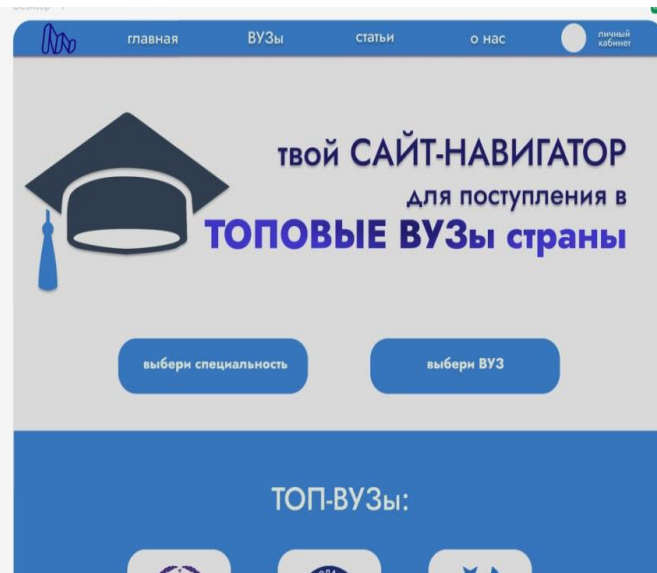 главная
ВУЗы
статьи
о нас
личный
кабинет
твой САЙТ-НАВИГАТОР
для поступления в
ТОПОВЫЕ ВУЗы страны
выбери специальность
выбери ВУЗ
ТОП-ВУЗы: